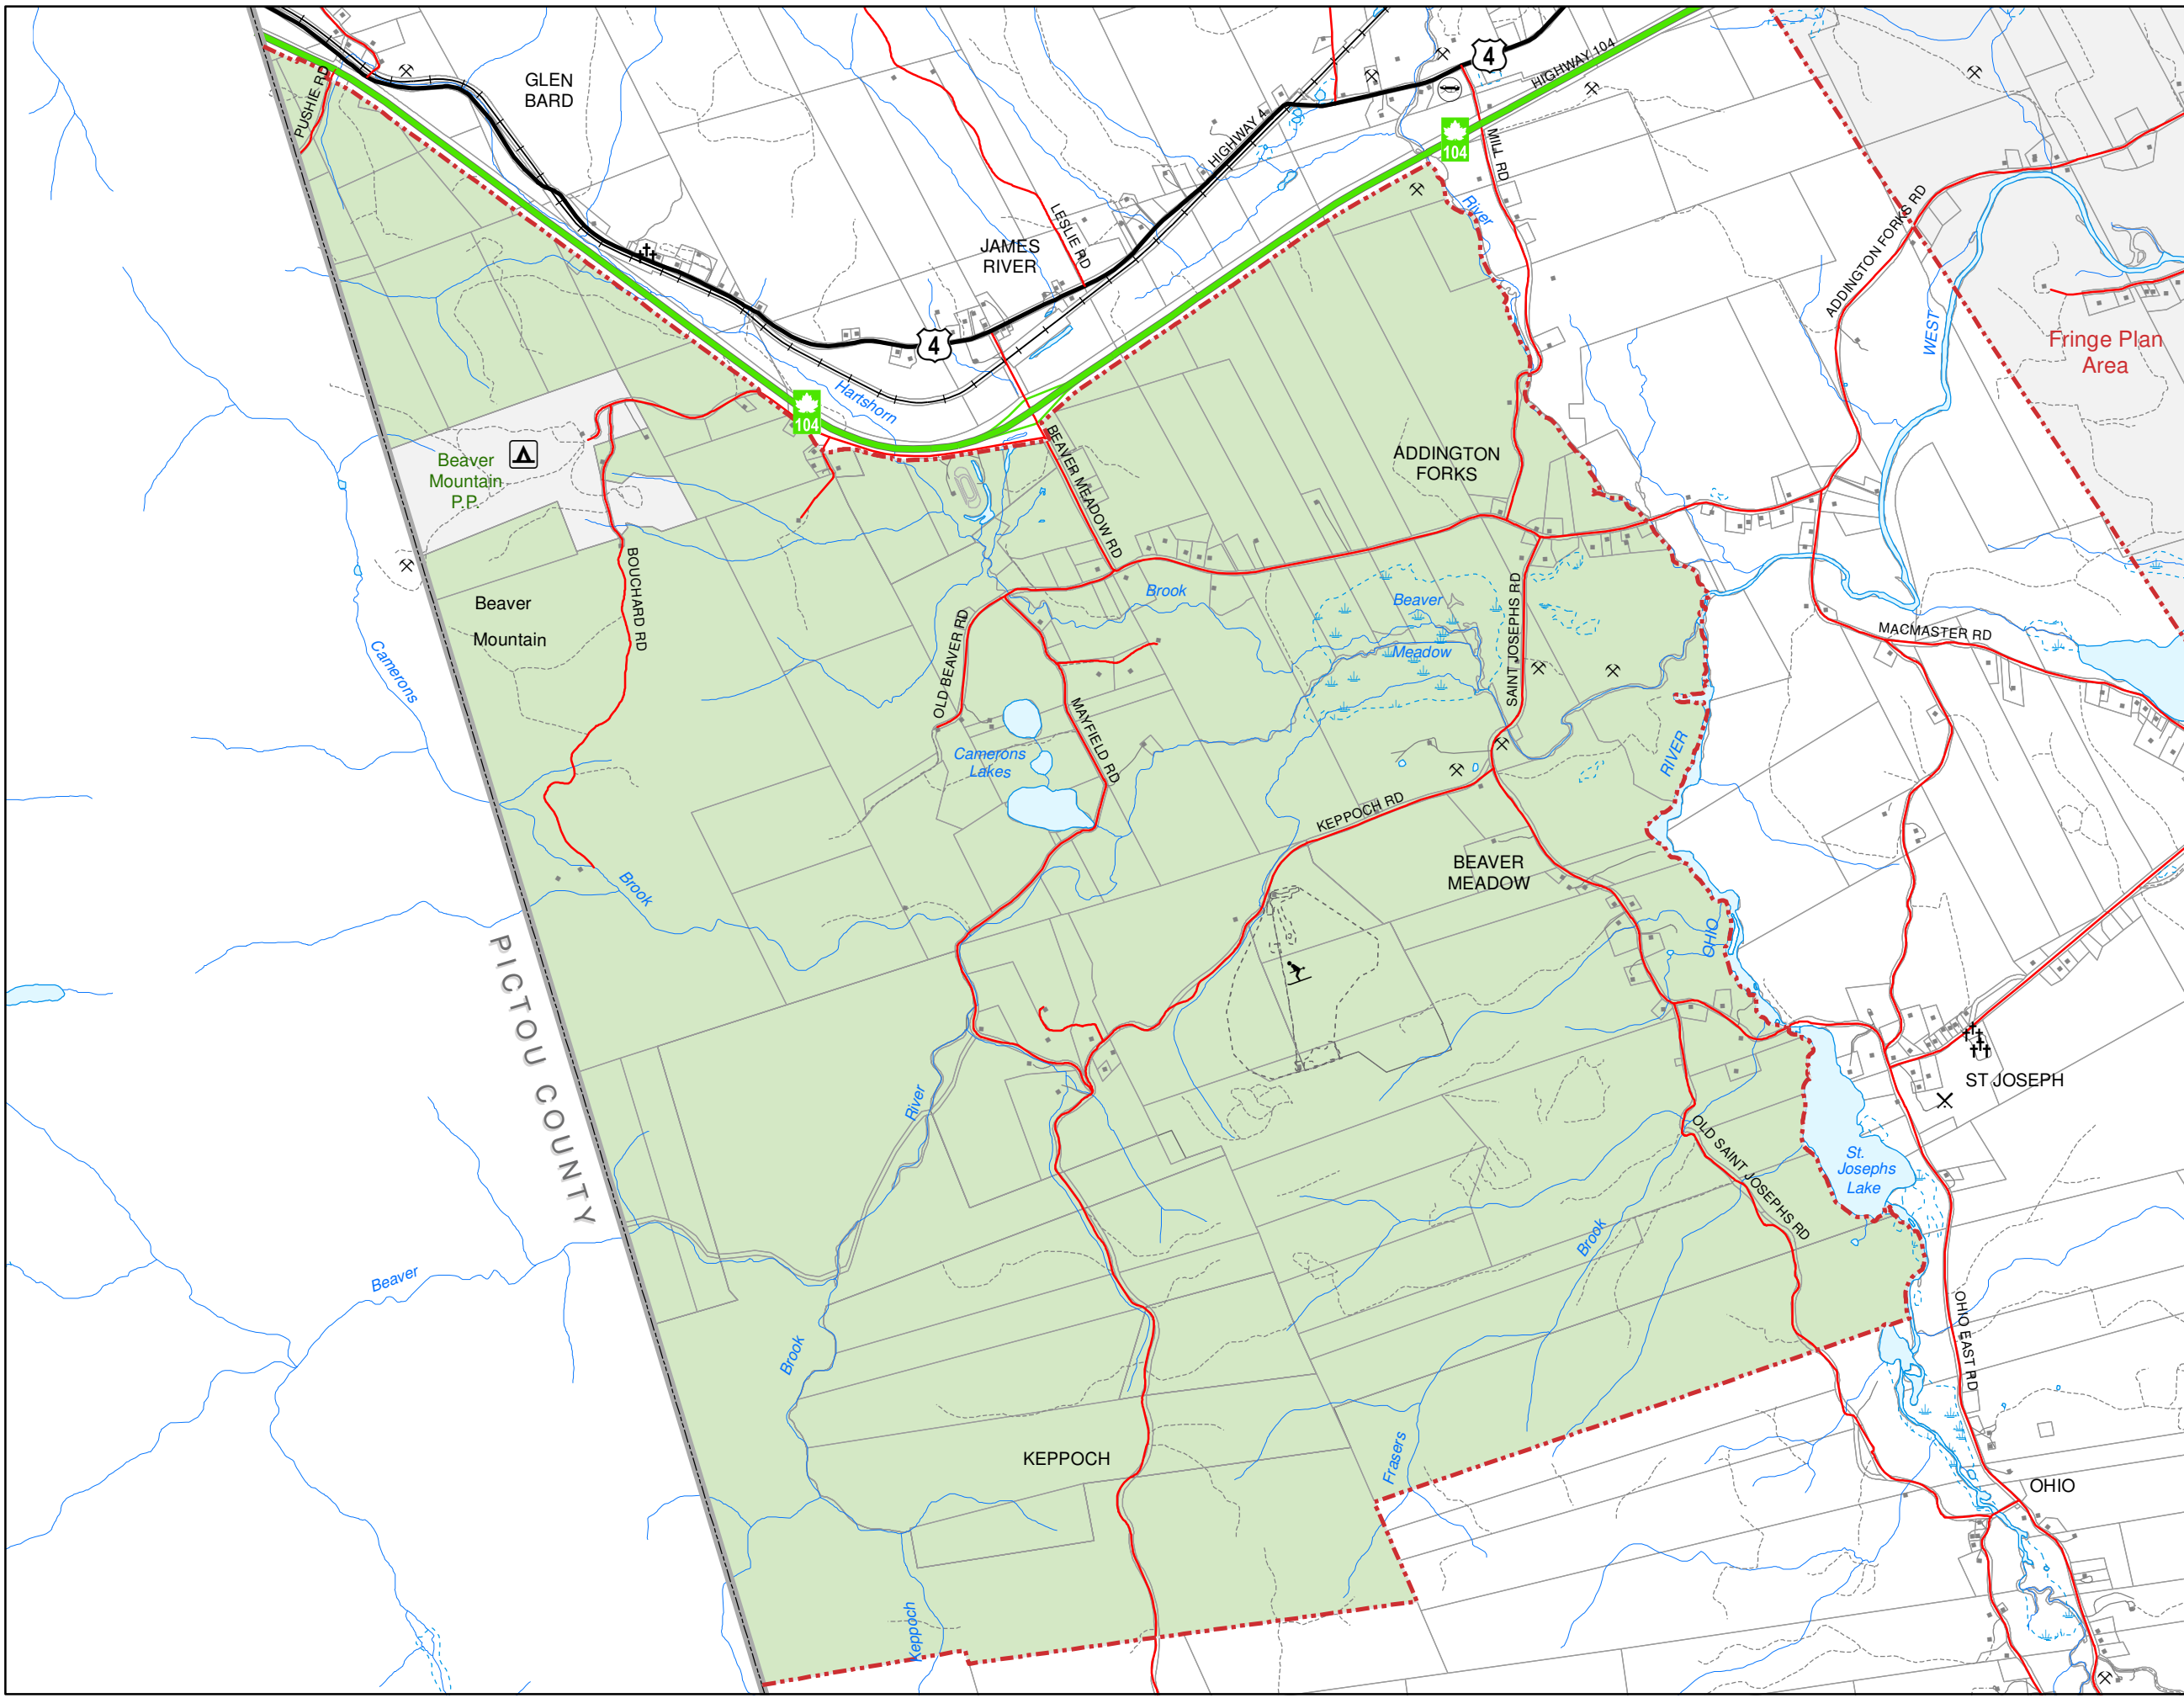 GLEN
BARD
PUSHIE RD
4
HIGHWAY 104
104
MILL RD
HIGHWAY 4
River
LESLIE RD
JAMES
RIVER
ADDINGTON FORKS RD
WEST
Fringe Plan
Area
4
Hartshorn
104
BEAVER MEADOW RD
Beaver
Mountain
P.P.
ADDINGTON
FORKS
BOUCHARD RD
Beaver
Mountain
Camerons
OLD BEAVER RD
Brook
Beaver
Meadow
SAINT JOSEPHS RD
MACMASTER RD
MAYFIELD RD
Camerons
Lakes
RIVER
KEPPOCH RD
BEAVER
MEADOW
Brook
OHIO
PICTOU COUNTY
River
ST JOSEPH
OLD SAINT JOSEPHS RD
St.
Josephs
Lake
Brook
Beaver
Brook
OHIO EAST RD
KEPPOCH
Frasers
OHIO
Keppoch